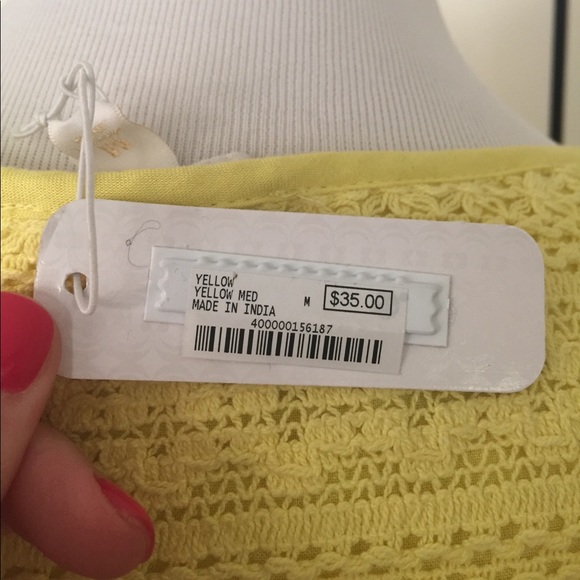 YELLOW
YELLOW MED M $35.00
MADE IN INDIA
400000156187